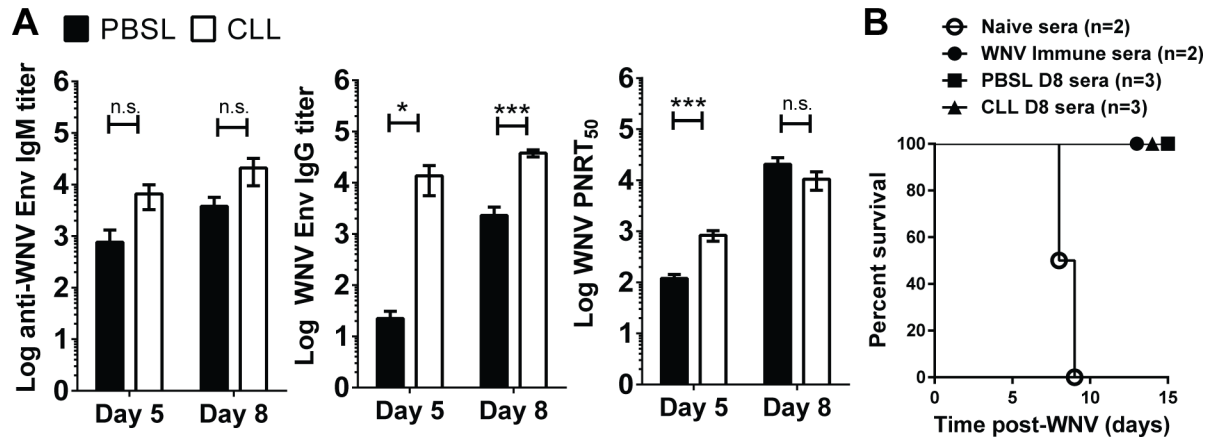 A
PBSL CLL
Log anti-WNV Env IgM titer
6
5
4
3
2
1
0
n.s.
n.s.
Day 5 Day 8
Log WNV Env IgG titer
6
5
4
3
2
1
0
*
***
Day 5 Day 8
Log WNV PNRT50
6
5
4
3
2
1
0
***
n.s.
Day 5 Day 8
B
Naive sera (n=2)
WNV Immune sera (n=2)
PBSL D8 sera (n=3)
CLL D8 sera (n=3)
Percent survival
100
80
60
40
20
0
0 5 10 15
Time post-WNV (days)